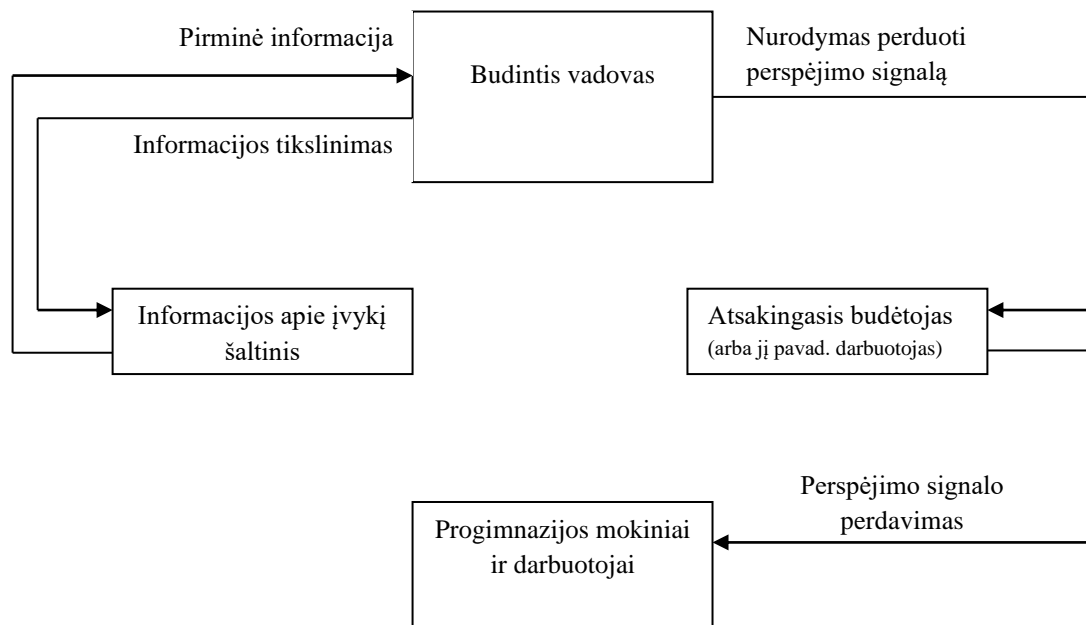 Pirminė informacija
Budintis vadovas
Nurodymas perduoti
perspėjimo signalą
Informacijos tikslinimas
Informacijos apie įvykį
šaltinis
Atsakingasis budėtojas
(arba jį pavad. darbuotojas)
Perspėjimo signalo
perdavimas
Progimnazijos mokiniai
ir darbuotojai